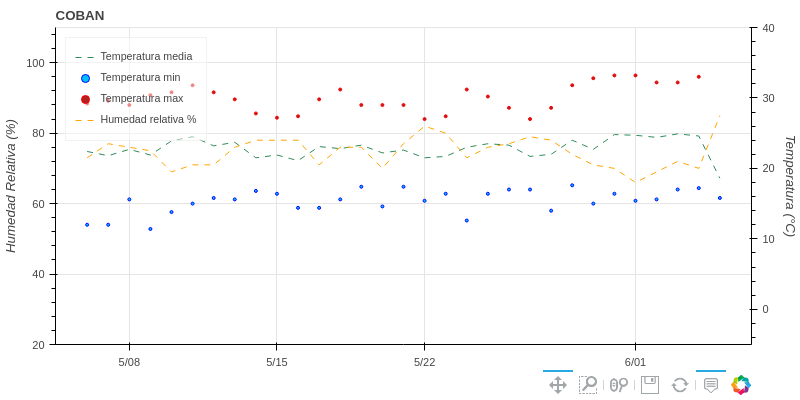 COBAN
Temperatura media
Temperatura min
Temperatura max
Humedad relativa %
Humedad Relativa (%)
100
80
60
40
20
Temperatura (°C)
40
30
20
10
0
5/08
5/15
5/22
6/01